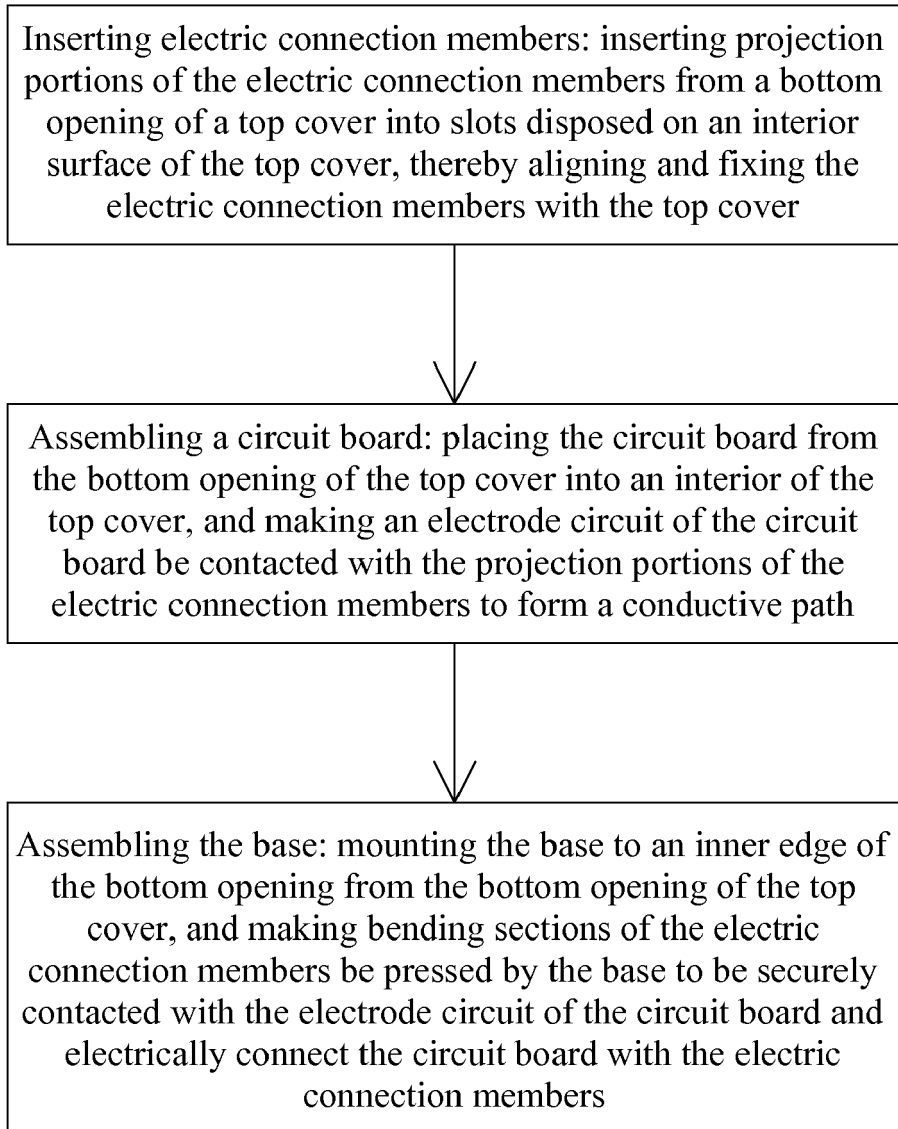 Inserting electric connection members: inserting projection
portions of the electric connection members from a bottom
opening of a top cover into slots disposed on an interior
surface of the top cover, thereby aligning and fixing the
electric connection members with the top cover
Assembling a circuit board: placing the circuit board from
the bottom opening of the top cover into an interior of the
top cover, and making an electrode circuit of the circuit
board be contacted with the projection portions of the
electric connection members to form a conductive path
Assembling the base: mounting the base to an inner edge of
the bottom opening from the bottom opening of the top
cover, and making bending sections of the electric
connection members be pressed by the base to be securely
contacted with the electrode circuit of the circuit board and
electrically connect the circuit board with the electric
connection members